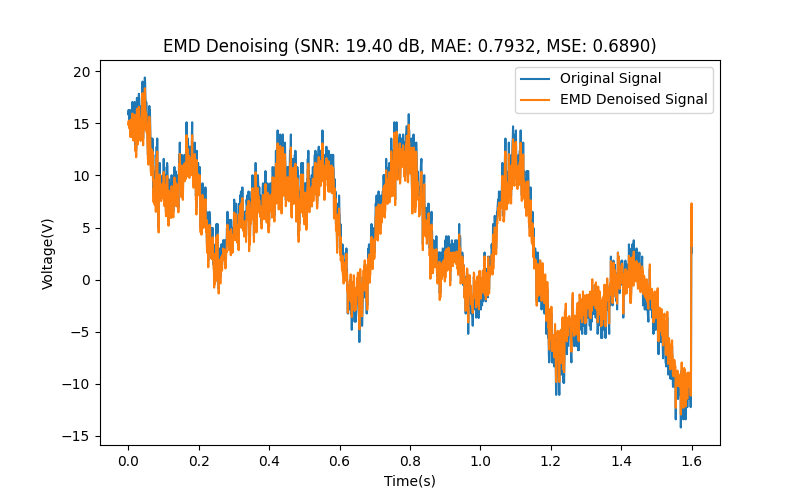 EMD Denoising (SNR: 19.40 dB, MAE: 0.7932, MSE: 0.6890)
Original Signal
EMD Denoised Signal
Voltage(V)
20
15
10
5
0
−5
−10
−15
0.0 0.2 0.4 0.6 0.8 1.0 1.2 1.4 1.6
Time(s)